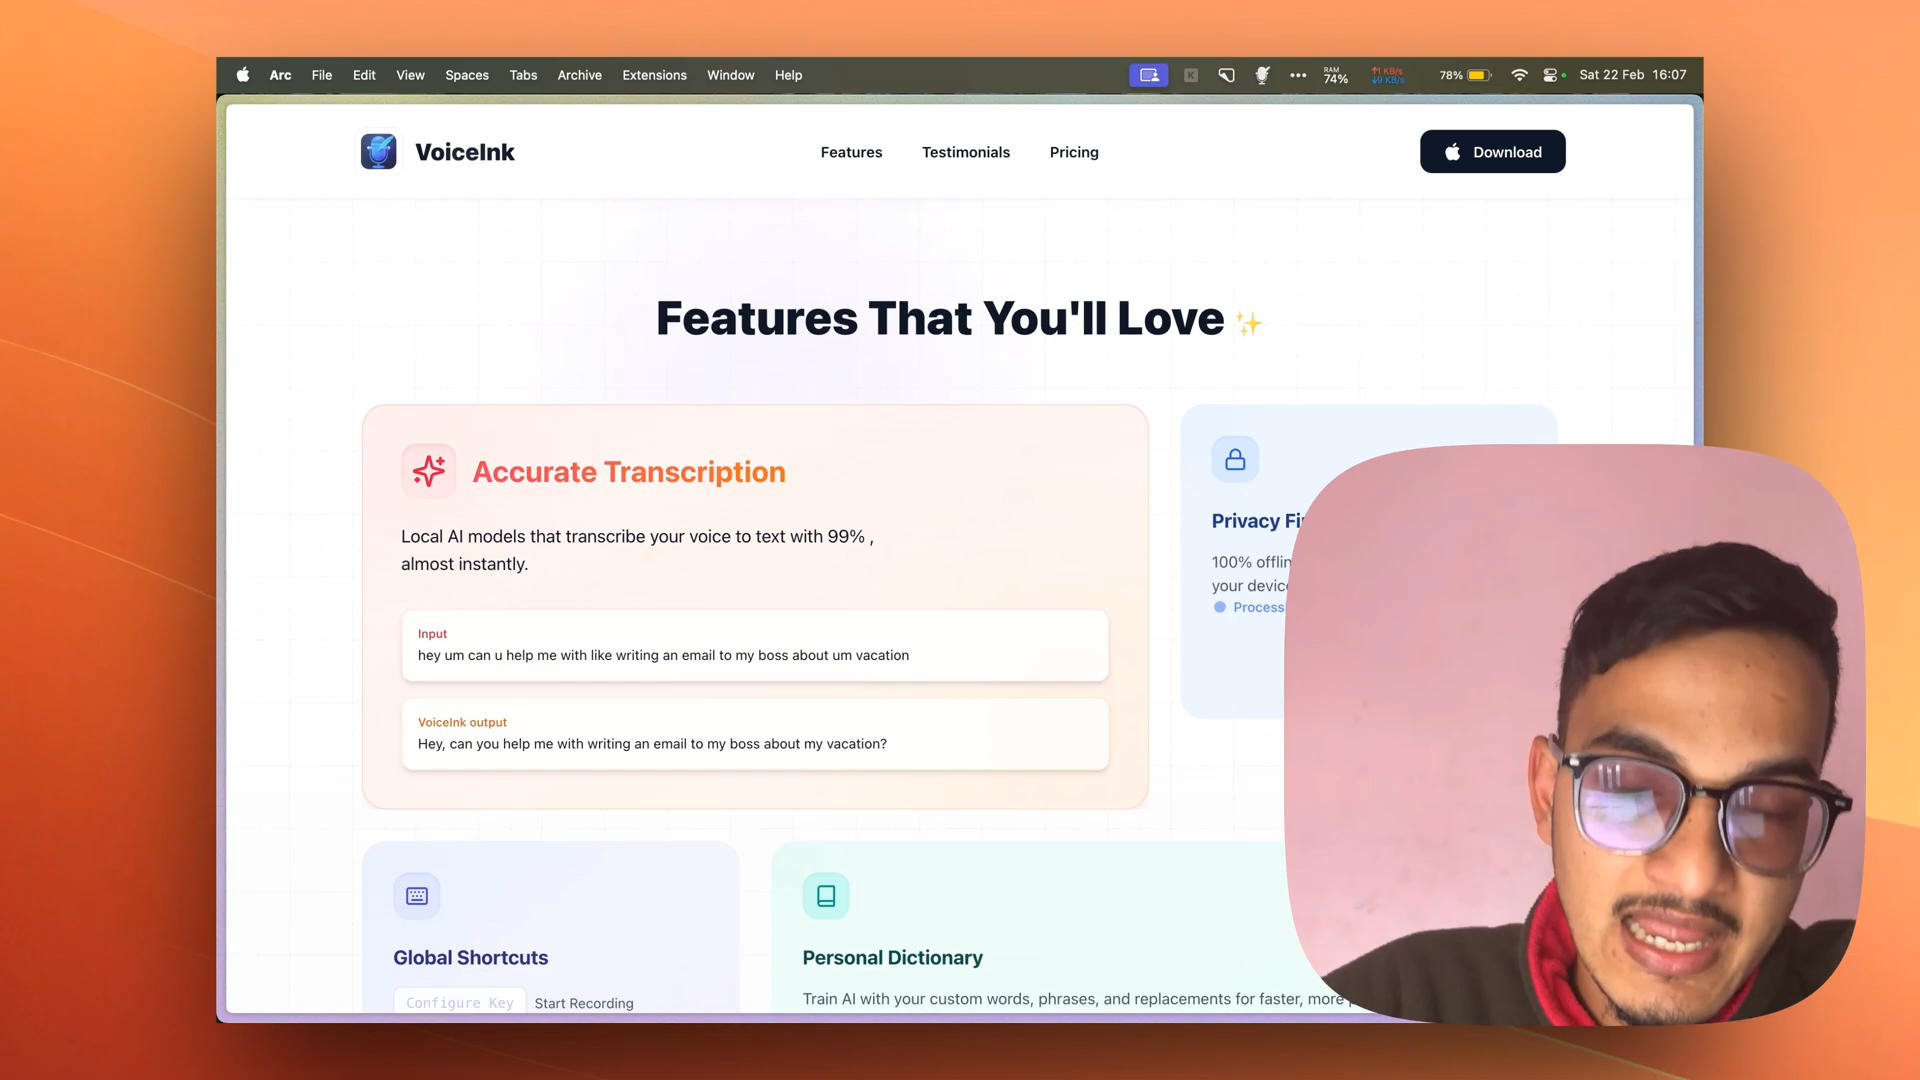 Arc File Edit View Spaces Tabs Archive Extensions Window Help
RAM 74% 78% Sat 22 Feb 16:07
VoiceInk
Features Testimonials Pricing
Download
Features That You'll Love
Accurate Transcription
Local AI models that transcribe your voice to text with 99% ,
almost instantly.
Input
hey um can u help me with like writing an email to my boss about um vacation
VoiceInk output
Hey, can you help me with writing an email to my boss about my vacation?
Privacy
100%
your
Global Shortcuts
Configure Key Start Recording
Personal Dictionary
Train AI with your custom words, phrases, and replacements for faster, more